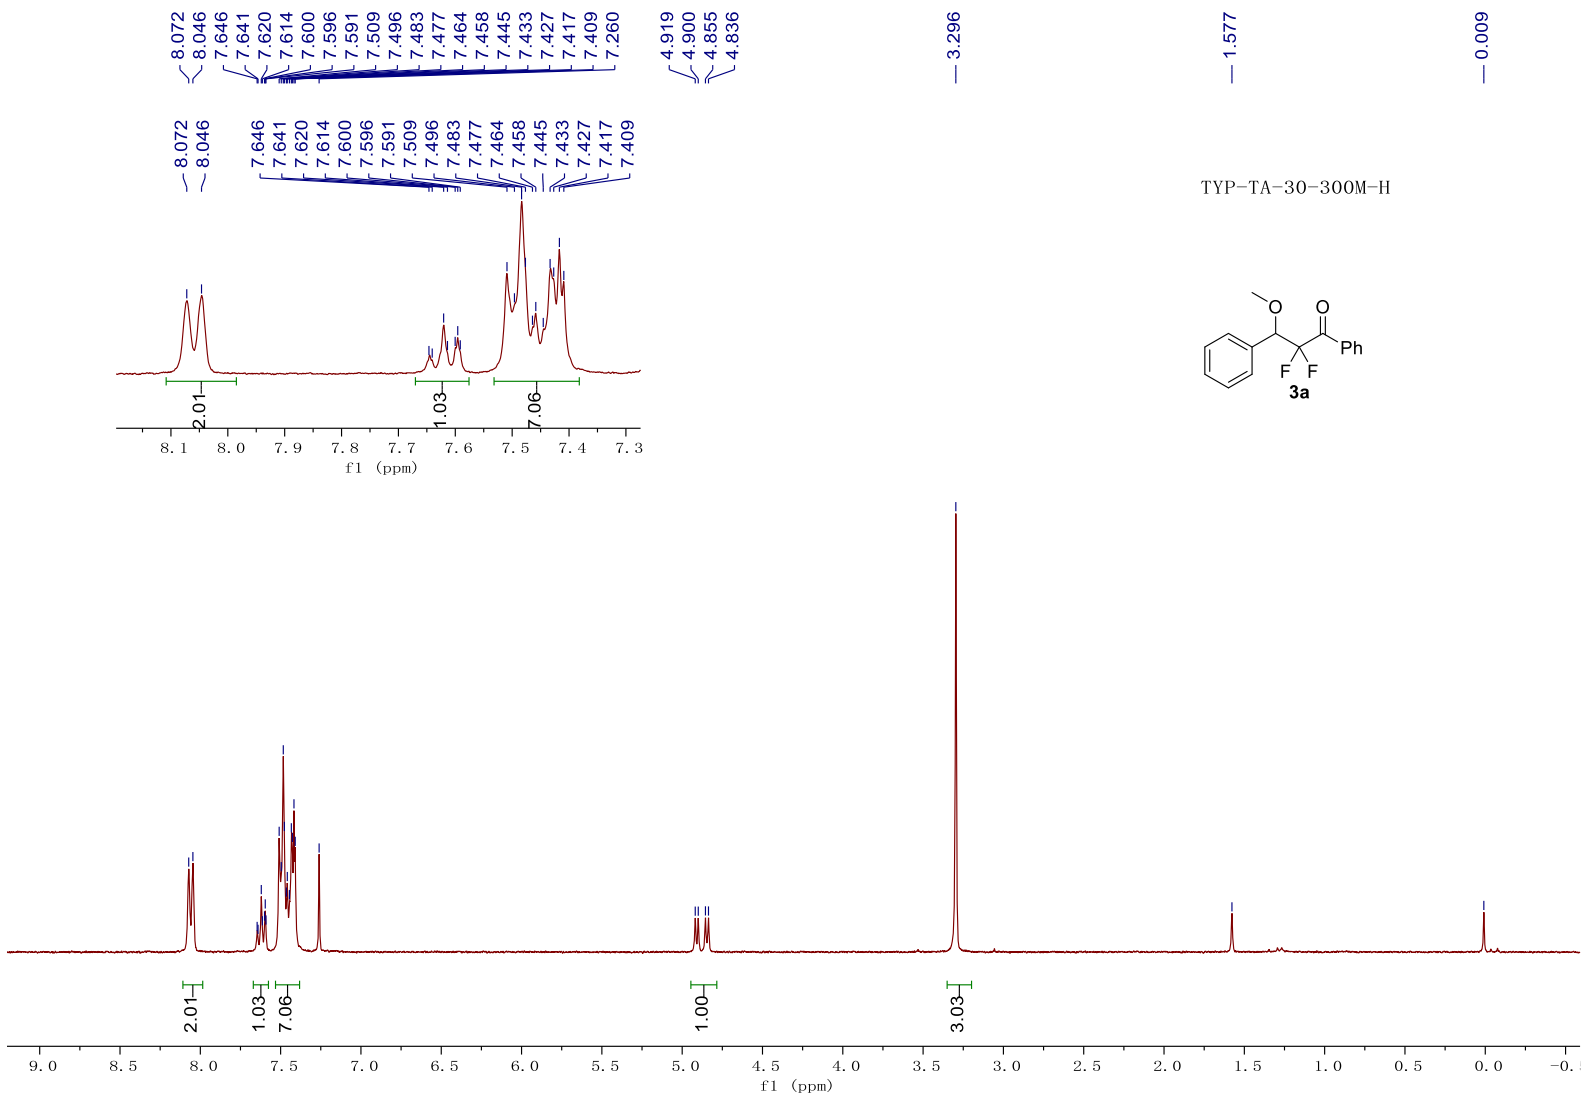 8.072 8.046 7.646 7.641 7.620 7.614 7.600 7.596 7.591 7.509 7.496 7.483 7.477 7.464 7.458 7.445 7.433 7.427 7.417 7.409 7.260 4.919 4.900 4.855 4.836 3.296 1.577 0.009
8.072 8.046 7.646 7.641 7.620 7.614 7.600 7.596 7.591 7.509 7.496 7.483 7.477 7.464 7.458 7.445 7.433 7.427 7.417 7.409
TYP-TA-30-300M-H
O O
Ph
F F
3a
2.01 1.03 7.06
8.1 8.0 7.9 7.8 7.7 7.6 7.5 7.4 7.3
f1 (ppm)
2.01 1.03 7.06 1.00 3.03
9.0 8.5 8.0 7.5 7.0 6.5 6.0 5.5 5.0 4.5 4.0 3.5 3.0 2.5 2.0 1.5 1.0 0.5 0.0 -0.5
f1 (ppm)